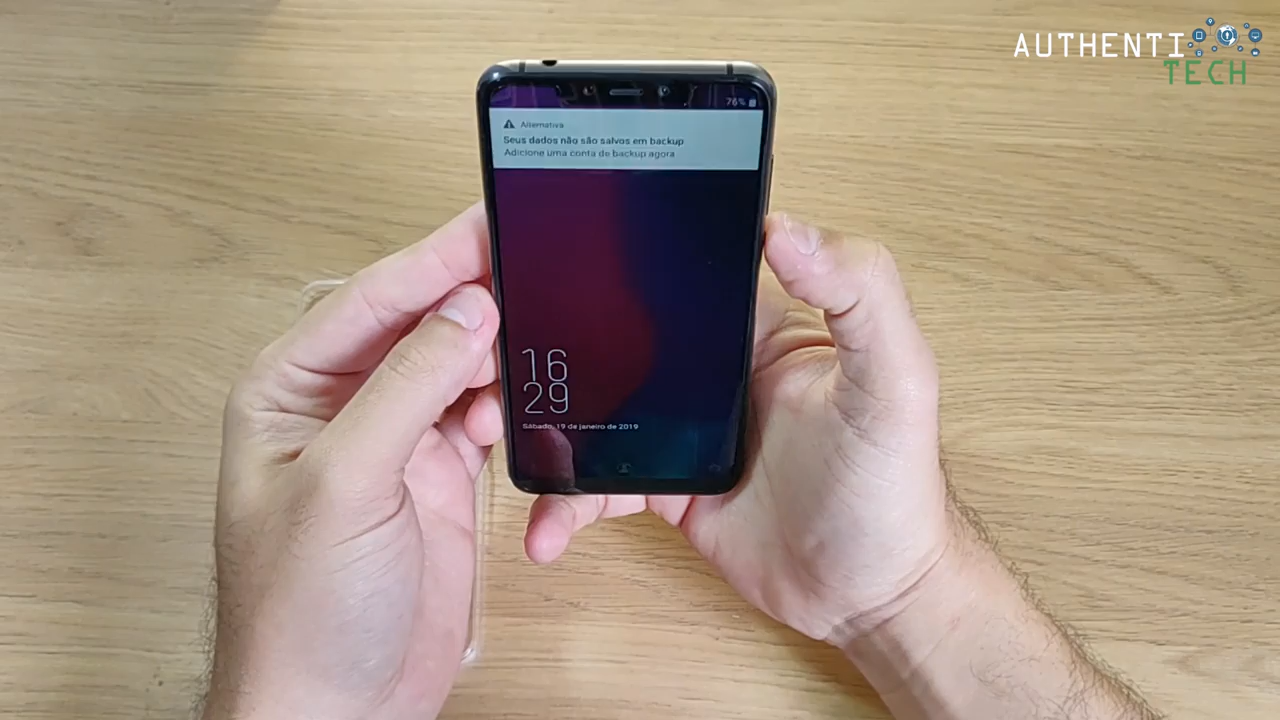 AUTHENTI
TECH
76%
Alternativa
Seus dados não são salvos em backup
Adicione uma conta de backup agora
16
29
Sábado, 19 de janeiro de 2019